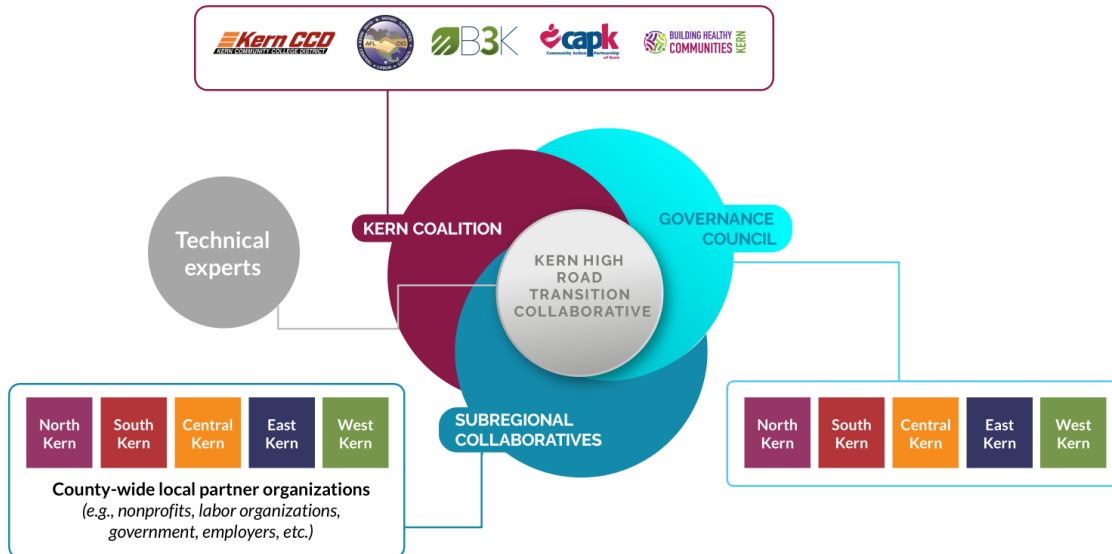 Kern CCD
KERN COMMUNITY COLLEGE DISTRICT
AFL CIO
B3K
capk
Community Action Partnership
of Kern
BUILDING HEALTHY
COMMUNITIES
KERN
Technical
experts
KERN COALITION
GOVERNANCE
COUNCIL
KERN HIGH
ROAD
TRANSITION
COLLABORATIVE
SUBREGIONAL
COLLABORATIVES
North
Kern
South
Kern
Central
Kern
East
Kern
West
Kern
County-wide local partner organizations
(e.g., nonprofits, labor organizations,
government, employers, etc.)
North
Kern
South
Kern
Central
Kern
East
Kern
West
Kern